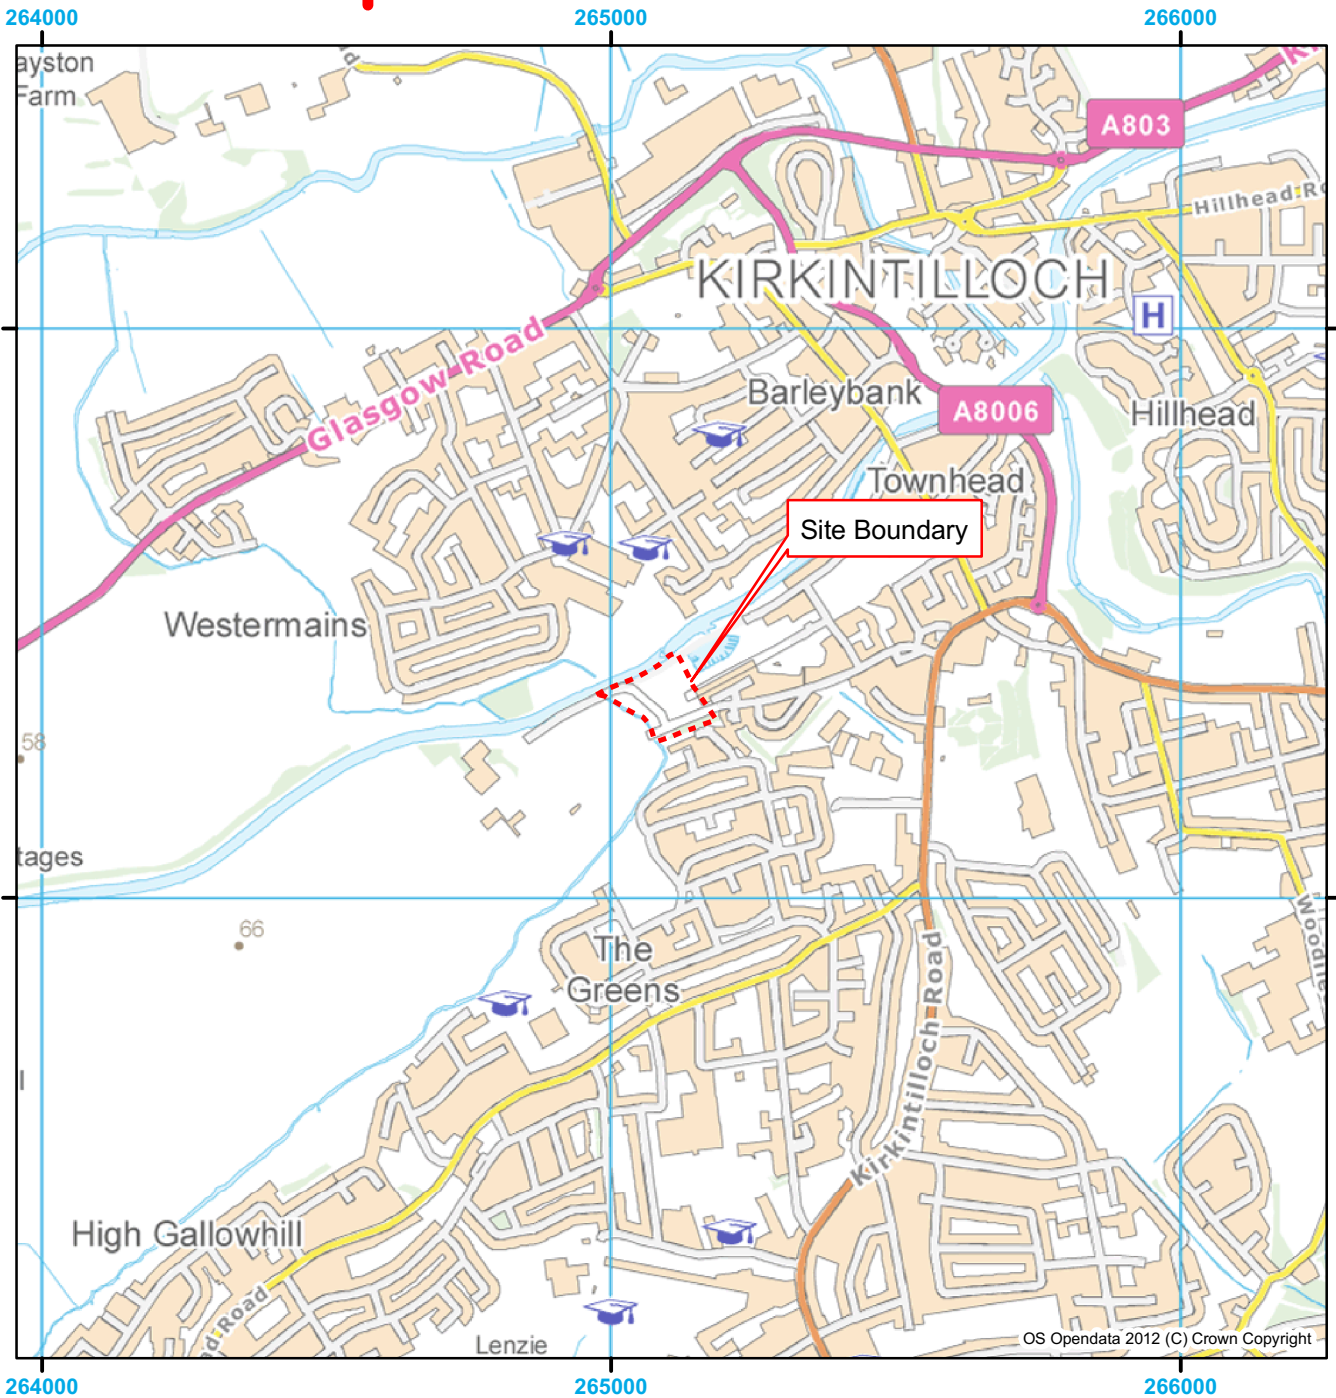 264000
265000
266000
ayston
Farm
A803
Hillhead Ro
KIRKINTILLOCH
H
Glasgow Road
Barleybank
A8006
Hillhead
Townhead
Site Boundary
Westermains
58
tages
66
The
Greens
Kirkintilloch Road
High Gallowhill
ad Road
Lenzie
OS Opendata 2012 (C) Crown Copyright
264000
265000
266000